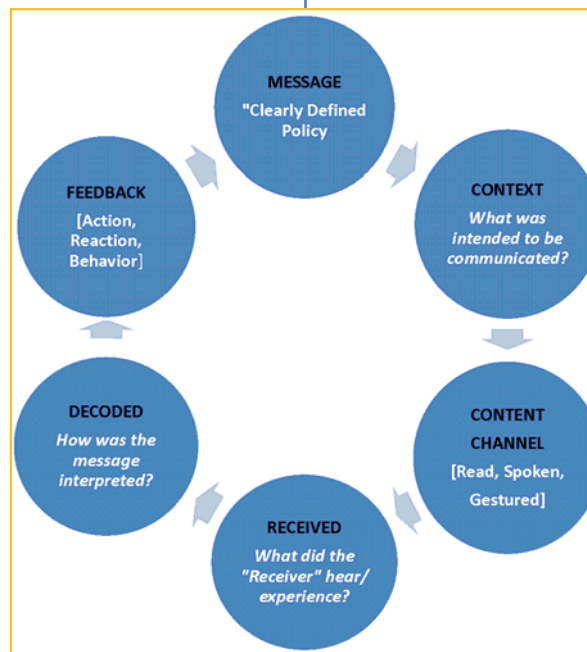 MESSAGE
"Clearly Defined
Policy
CONTEXT
What was
intended to be
communicated?
CONTENT
CHANNEL
[Read, Spoken,
Gestured]
RECEIVED
What did the
"Receiver" hear/
experience?
DECODED
How was the
message
interpreted?
FEEDBACK
[Action,
Reaction,
Behavior]